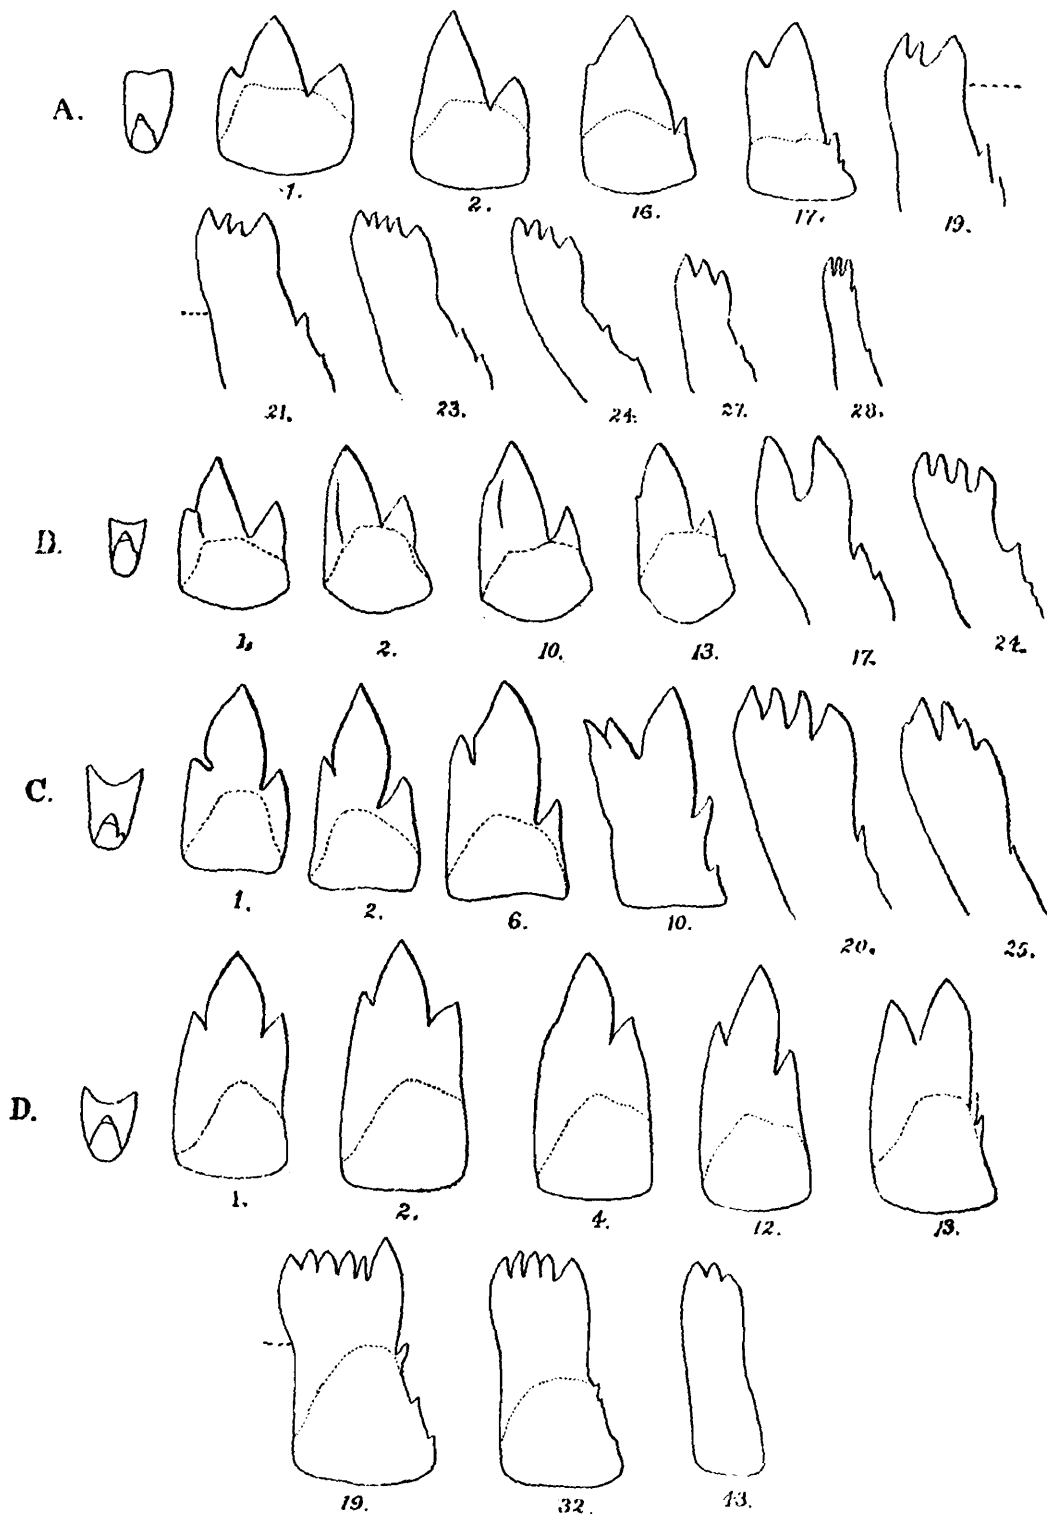 A.
1. 2. 16. 17. 19.
21. 23. 24. 27. 28.
B.
1. 2. 10. 13. 17. 24.
C.
1. 2. 6. 10. 20. 25.
D.
1. 2. 4. 12. 13.
19. 32. 43.